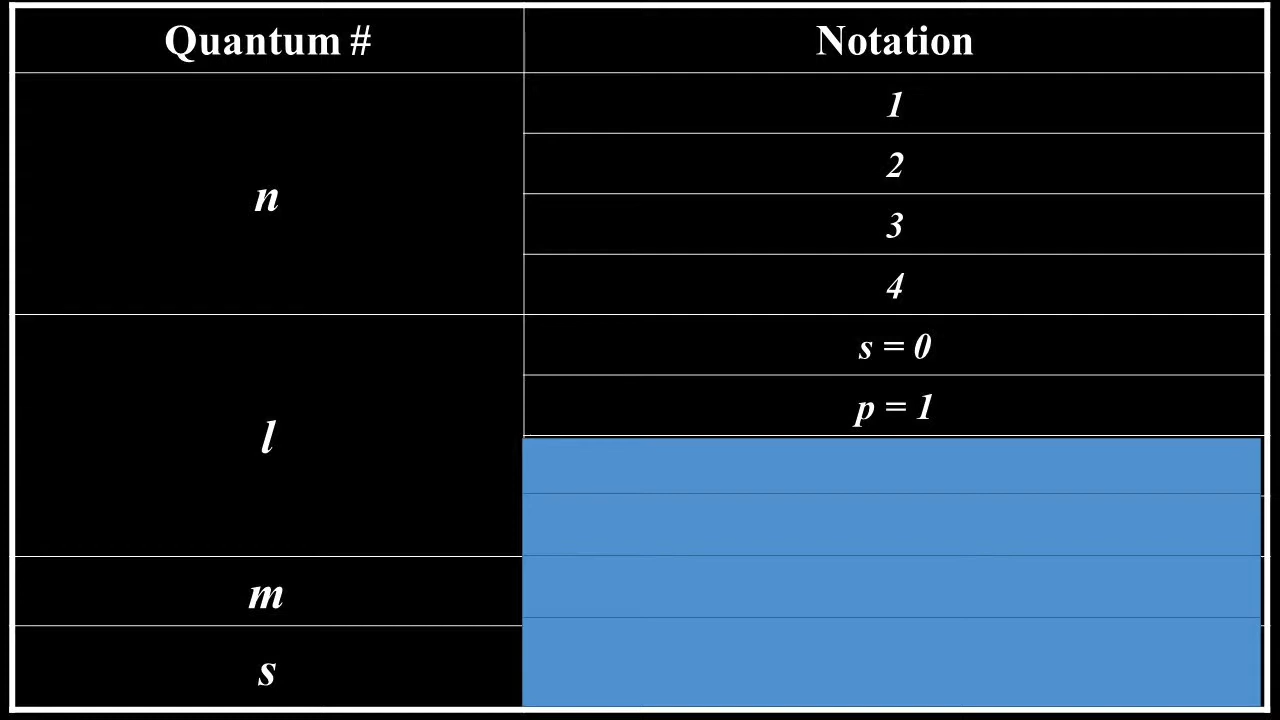 Quantum # Notation
n
1
2
3
4
l
s = 0
p = 1
m
s